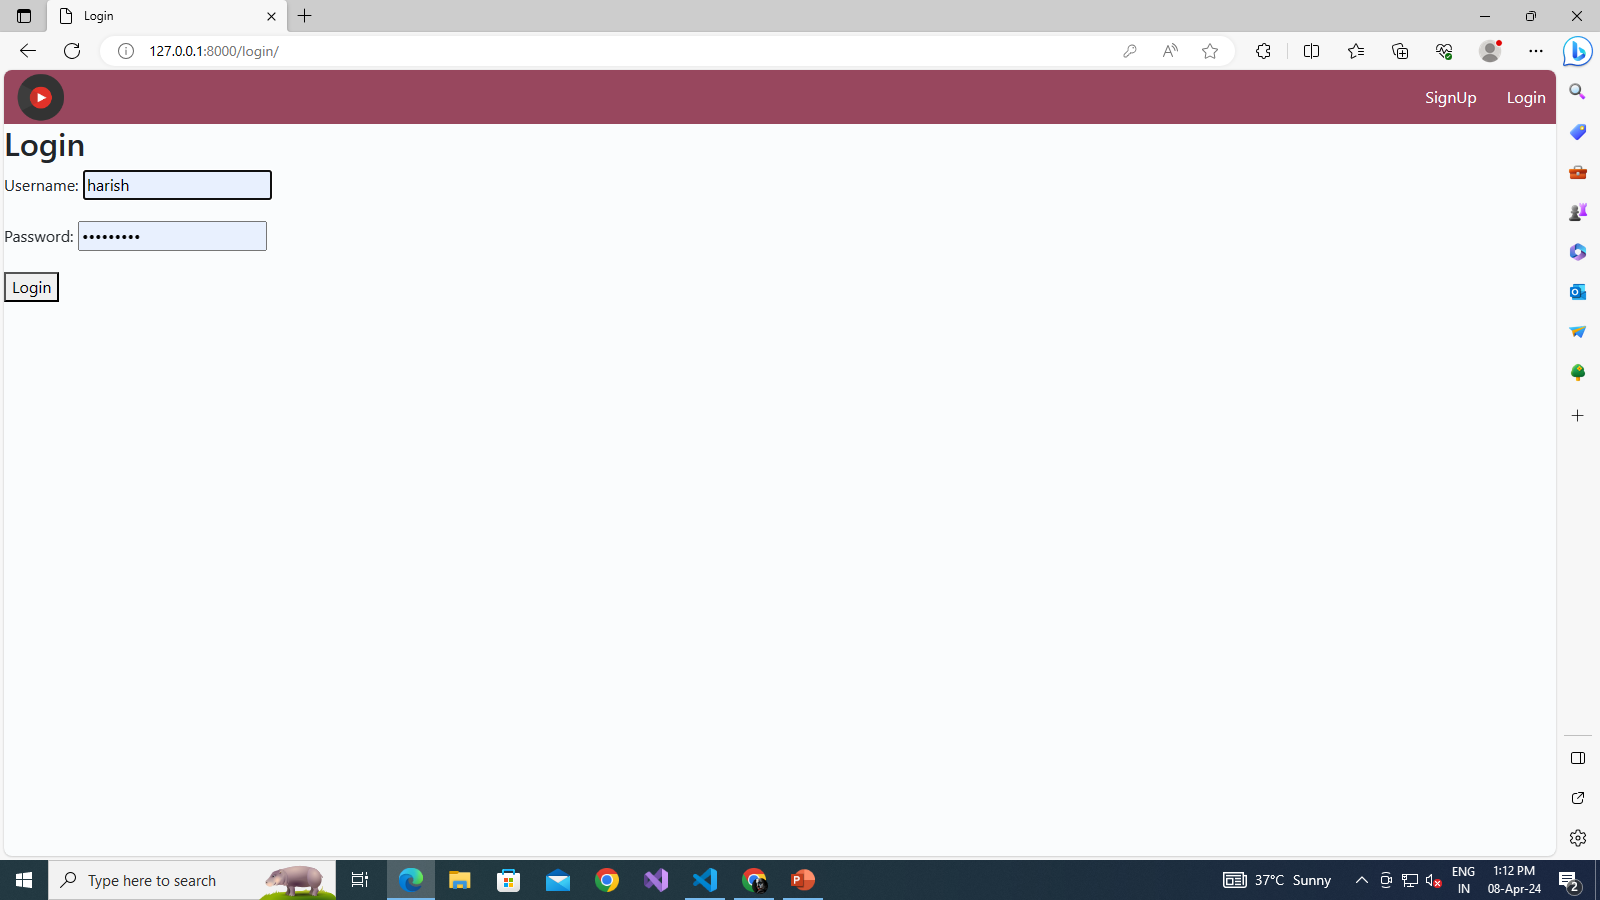 Login
127.0.0.1:8000/login/
SignUp
Login
Login
Username: harish
Password: •••••••••
Login
Type here to search
37°C Sunny
ENG
IN
1:12 PM
08-Apr-24
2